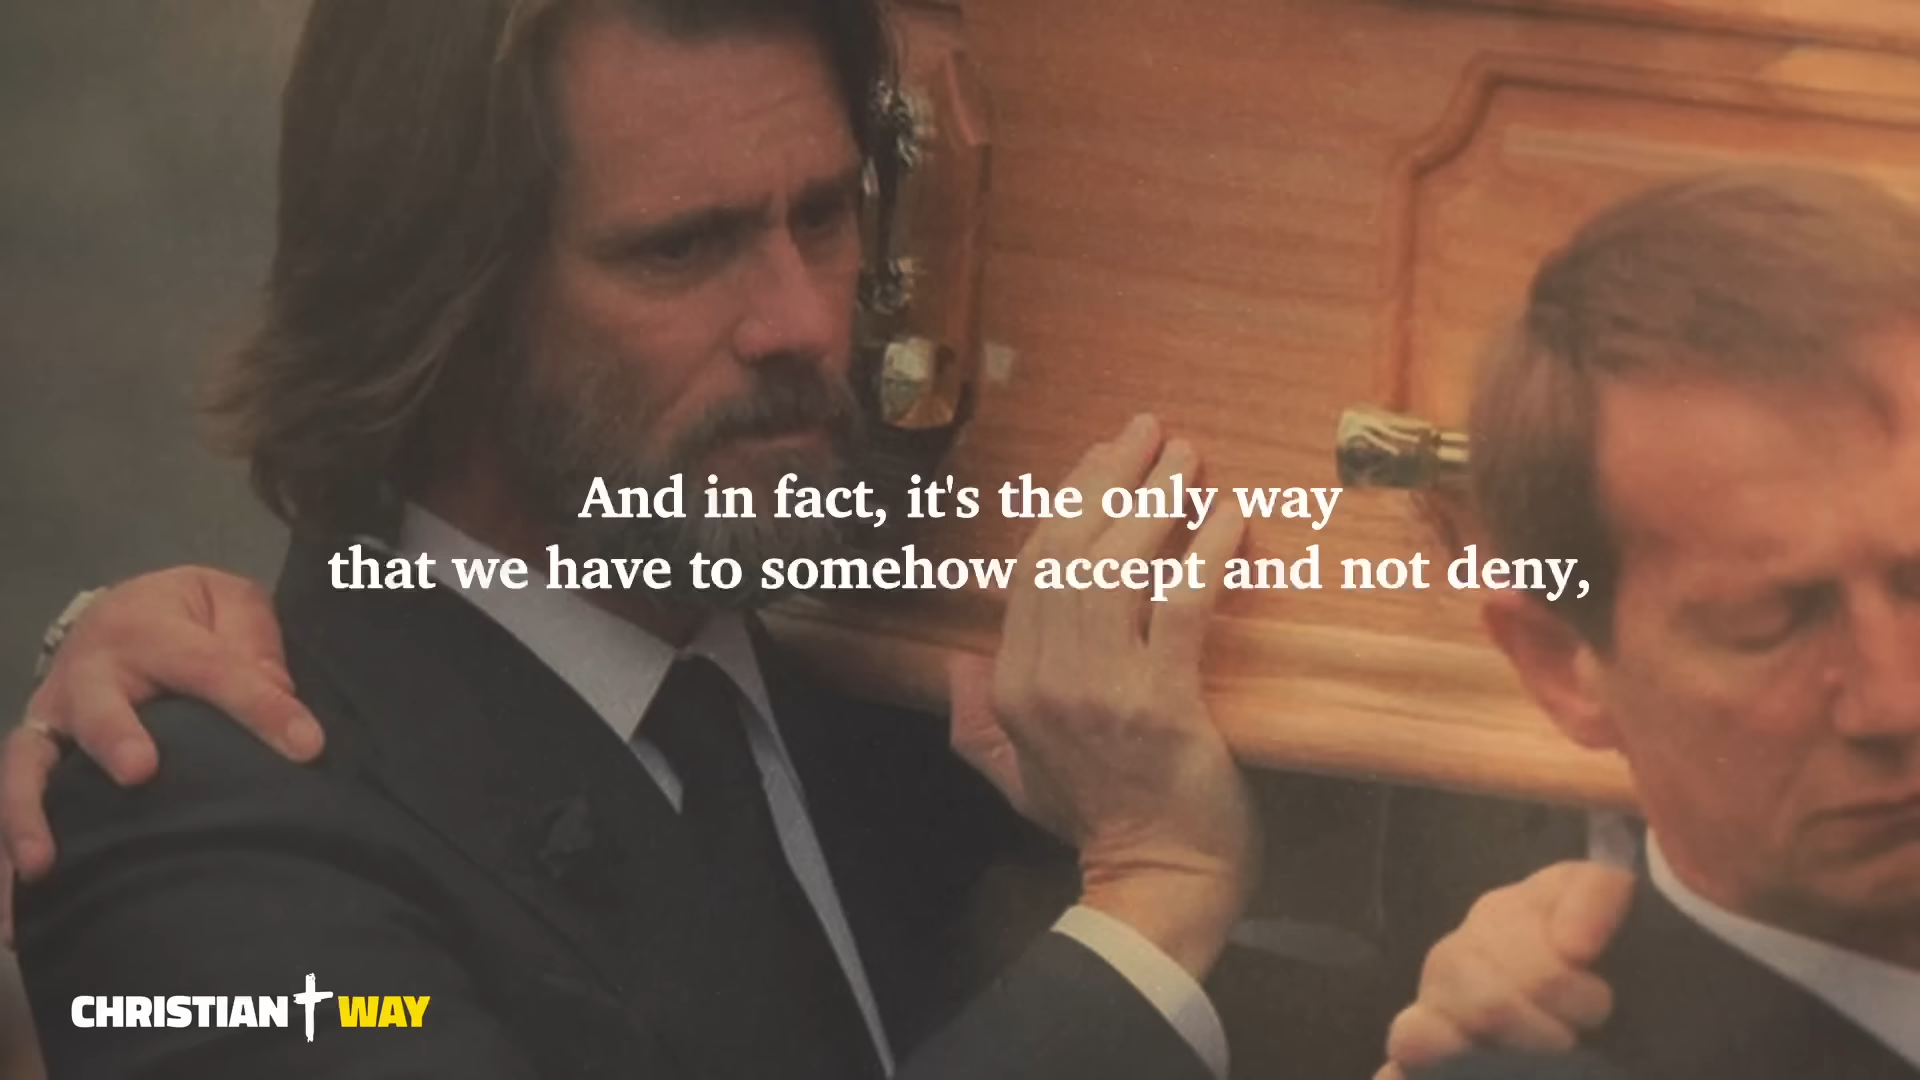 And in fact, it's the only way
that we have to somehow accept and not deny,
CHRISTIAN WAY